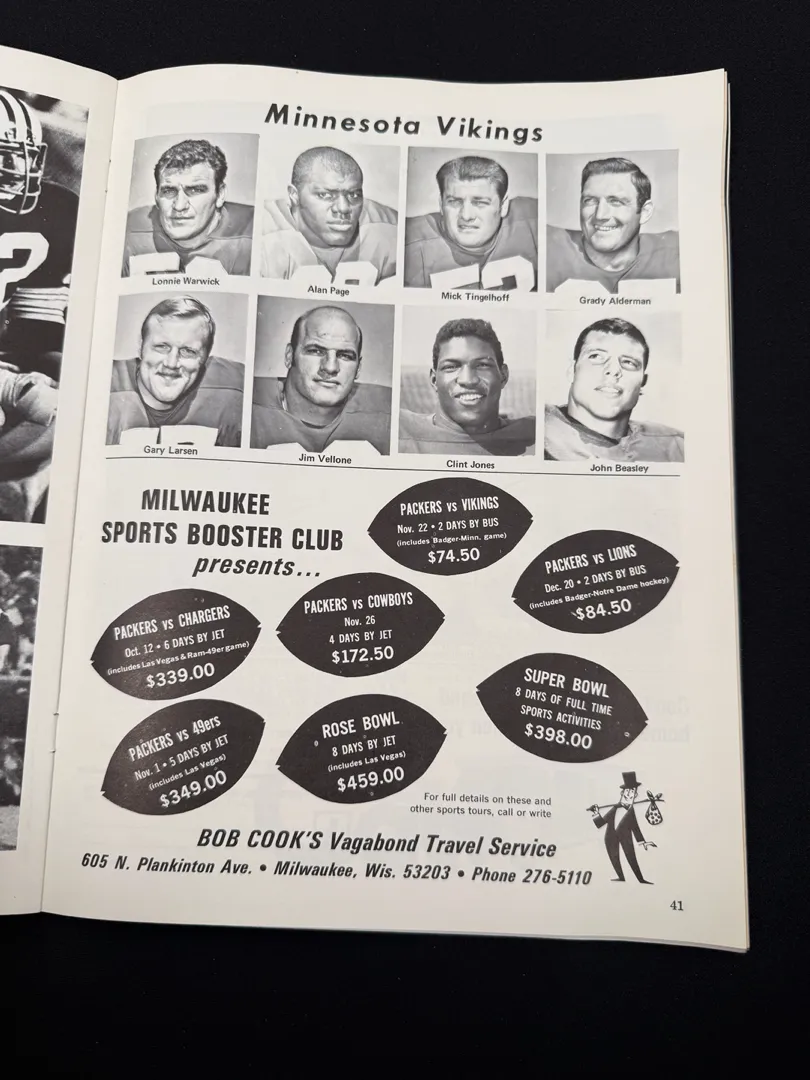 Minnesota Vikings
Lonnie Warwick
Alan Page
Mick Tingelhoff
Grady Alderman
Gary Larsen
Jim Vellone
Clint Jones
John Beasley
MILWAUKEE
SPORTS BOOSTER CLUB
presents...
PACKERS vs VIKINGS
Nov. 22 • 2 DAYS BY BUS
(includes Badger-Minn. game)
$74.50
PACKERS vs LIONS
Dec. 20 • 2 DAYS BY BUS
(includes Badger-Notre Dame hockey)
$84.50
PACKERS vs CHARGERS
Oct. 12 • 6 DAYS BY JET
(includes Las Vegas & Ram-49er game)
$339.00
PACKERS vs COWBOYS
Nov. 26
4 DAYS BY JET
$172.50
SUPER BOWL
8 DAYS OF FULL TIME
SPORTS ACTIVITIES
$398.00
PACKERS vs 49ers
Nov. 1 • 5 DAYS BY JET
(includes Las Vegas)
$349.00
ROSE BOWL
8 DAYS BY JET
(includes Las Vegas)
$459.00
For full details on these and
other sports tours, call or write
BOB COOK'S Vagabond Travel Service
605 N. Plankinton Ave. • Milwaukee, Wis. 53203 • Phone 276-5110
41